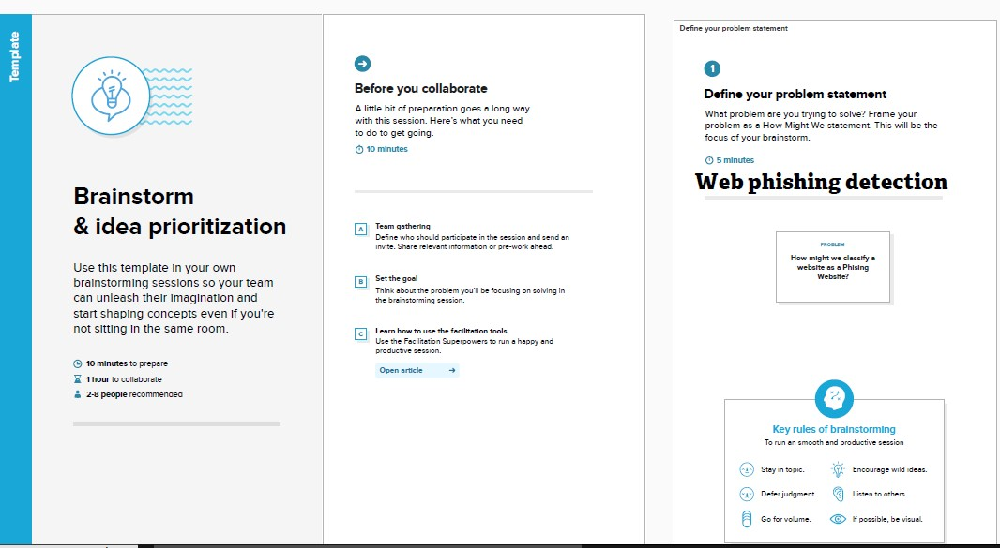 Template
Brainstorm
& idea prioritization
Use this template in your own
brainstorming sessions so your team
can unleash their imagination and
start shaping concepts even if you're
not sitting in the same room.
10 minutes to prepare
1 hour to collaborate
2-8 people recommended
Before you collaborate
A little bit of preparation goes a long way
with this session. Here's what you need
to do to get going.
10 minutes
A
Team gathering
Define who should participate in the session and send an
invite. Share relevant information or pre-work ahead.
B
Set the goal
Think about the problem you'll be focusing on solving in
the brainstorming session.
C
Learn how to use the facilitation tools
Use the Facilitation Superpowers to run a happy and
productive session.
Open article
Define your problem statement
1
Define your problem statement
What problem are you trying to solve? Frame your
problem as a How Might We statement. This will be the
focus of your brainstorm.
5 minutes
Web phishing detection
PROBLEM
How might we classify a
website as a Phising
Website?
Key rules of brainstorming
To run an smooth and productive session
Stay in topic.
Encourage wild ideas.
Defer judgment.
Listen to others.
Go for volume.
If possible, be visual.